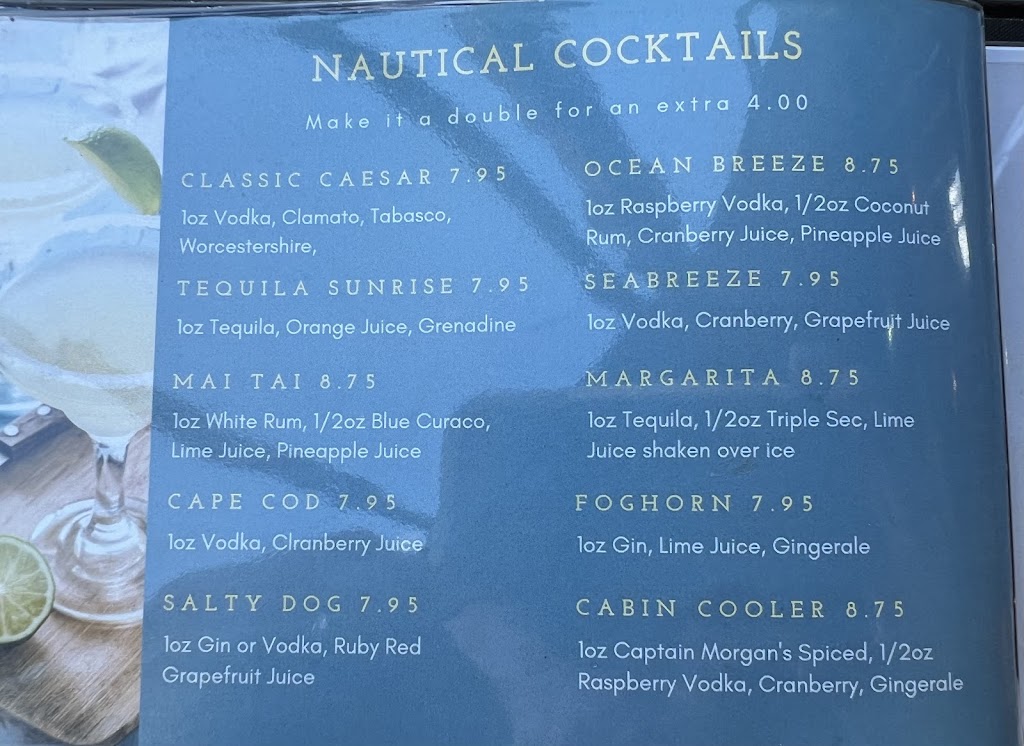 NAUTICAL COCKTAILS
Make it a double for an extra 4.00
CLASSIC CAESAR 7.95
1oz Vodka, Clamato, Tabasco,
Worcestershire,
TEQUILA SUNRISE 7.95
1oz Tequila, Orange Juice, Grenadine
MAI TAI 8.75
1oz White Rum, 1/2oz Blue Curaco,
Lime Juice, Pineapple Juice
CAPE COD 7.95
1oz Vodka, Clranberry Juice
SALTY DOG 7.95
1oz Gin or Vodka, Ruby Red
Grapefruit Juice
OCEAN BREEZE 8.75
1oz Raspberry Vodka, 1/2oz Coconut
Rum, Cranberry Juice, Pineapple Juice
SEABREEZE 7.95
1oz Vodka, Cranberry, Grapefruit Juice
MARGARITA 8.75
1oz Tequila, 1/2oz Triple Sec, Lime
Juice shaken over ice
FOGHORN 7.95
1oz Gin, Lime Juice, Gingerale
CABIN COOLER 8.75
1oz Captain Morgan's Spiced, 1/2oz
Raspberry Vodka, Cranberry, Gingerale